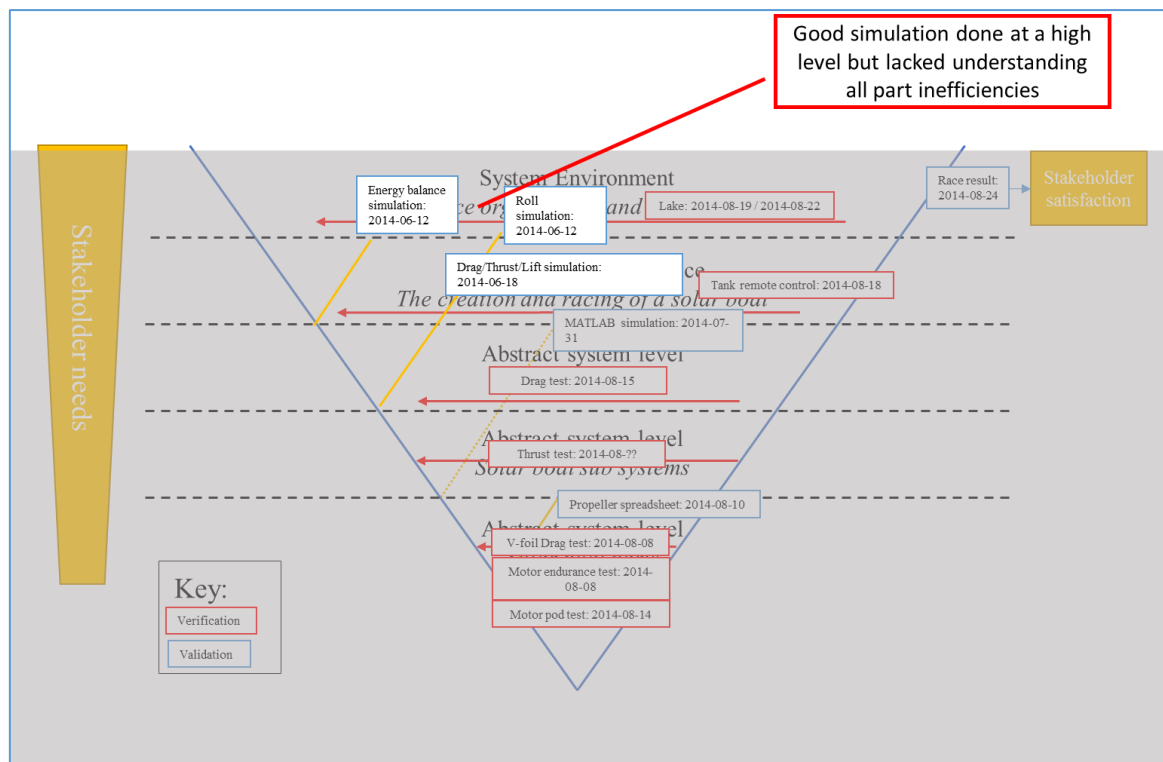 Good simulation done at a high
level but lacked understanding
all part inefficiencies
System Environment
Energy balance
simulation:
2014-06-12
Roll
simulation:
2014-06-12
Lake: 2014-08-19 / 2014-08-22
Race result:
2014-08-24
Stakeholder
satisfaction
Stakeholder needs
and
Drag/Thrust/Lift simulation:
2014-06-18
Tank remote control: 2014-08-18
The creation and racing of a solar boat
MATLAB simulation: 2014-07-
31
Abstract system level
Drag test: 2014-08-15
Abstract system level
Thrust test: 2014-08-??
Solar boat sub systems
Propeller spreadsheet: 2014-08-10
Abstract system level
V-foil Drag test: 2014-08-08
Motor endurance test: 2014-
08-08
Motor pod test: 2014-08-14
Key:
Verification
Validation